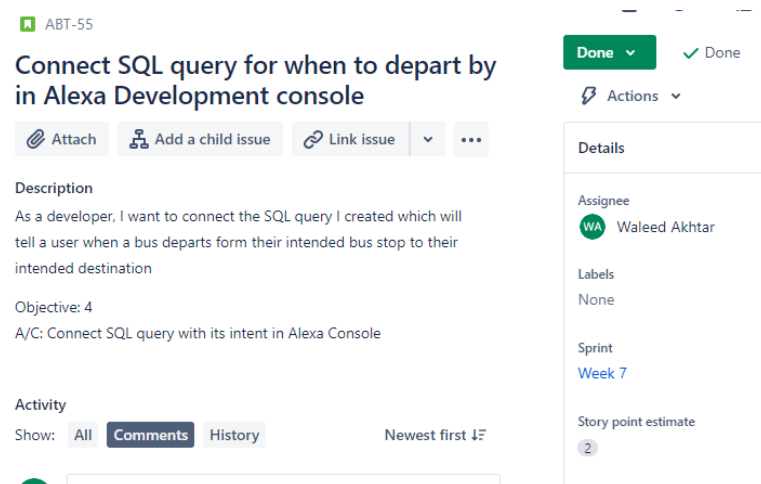 ABT-55
Connect SQL query for when to depart by
in Alexa Development console
Attach Add a child issue Link issue
Description
As a developer, I want to connect the SQL query I created which will
tell a user when a bus departs form their intended bus stop to their
intended destination
Objective: 4
A/C: Connect SQL query with its intent in Alexa Console
Activity
Show: All Comments History Newest first
Done Done
Actions
Details
Assignee
WA Waleed Akhtar
Labels
None
Sprint
Week 7
Story point estimate
2